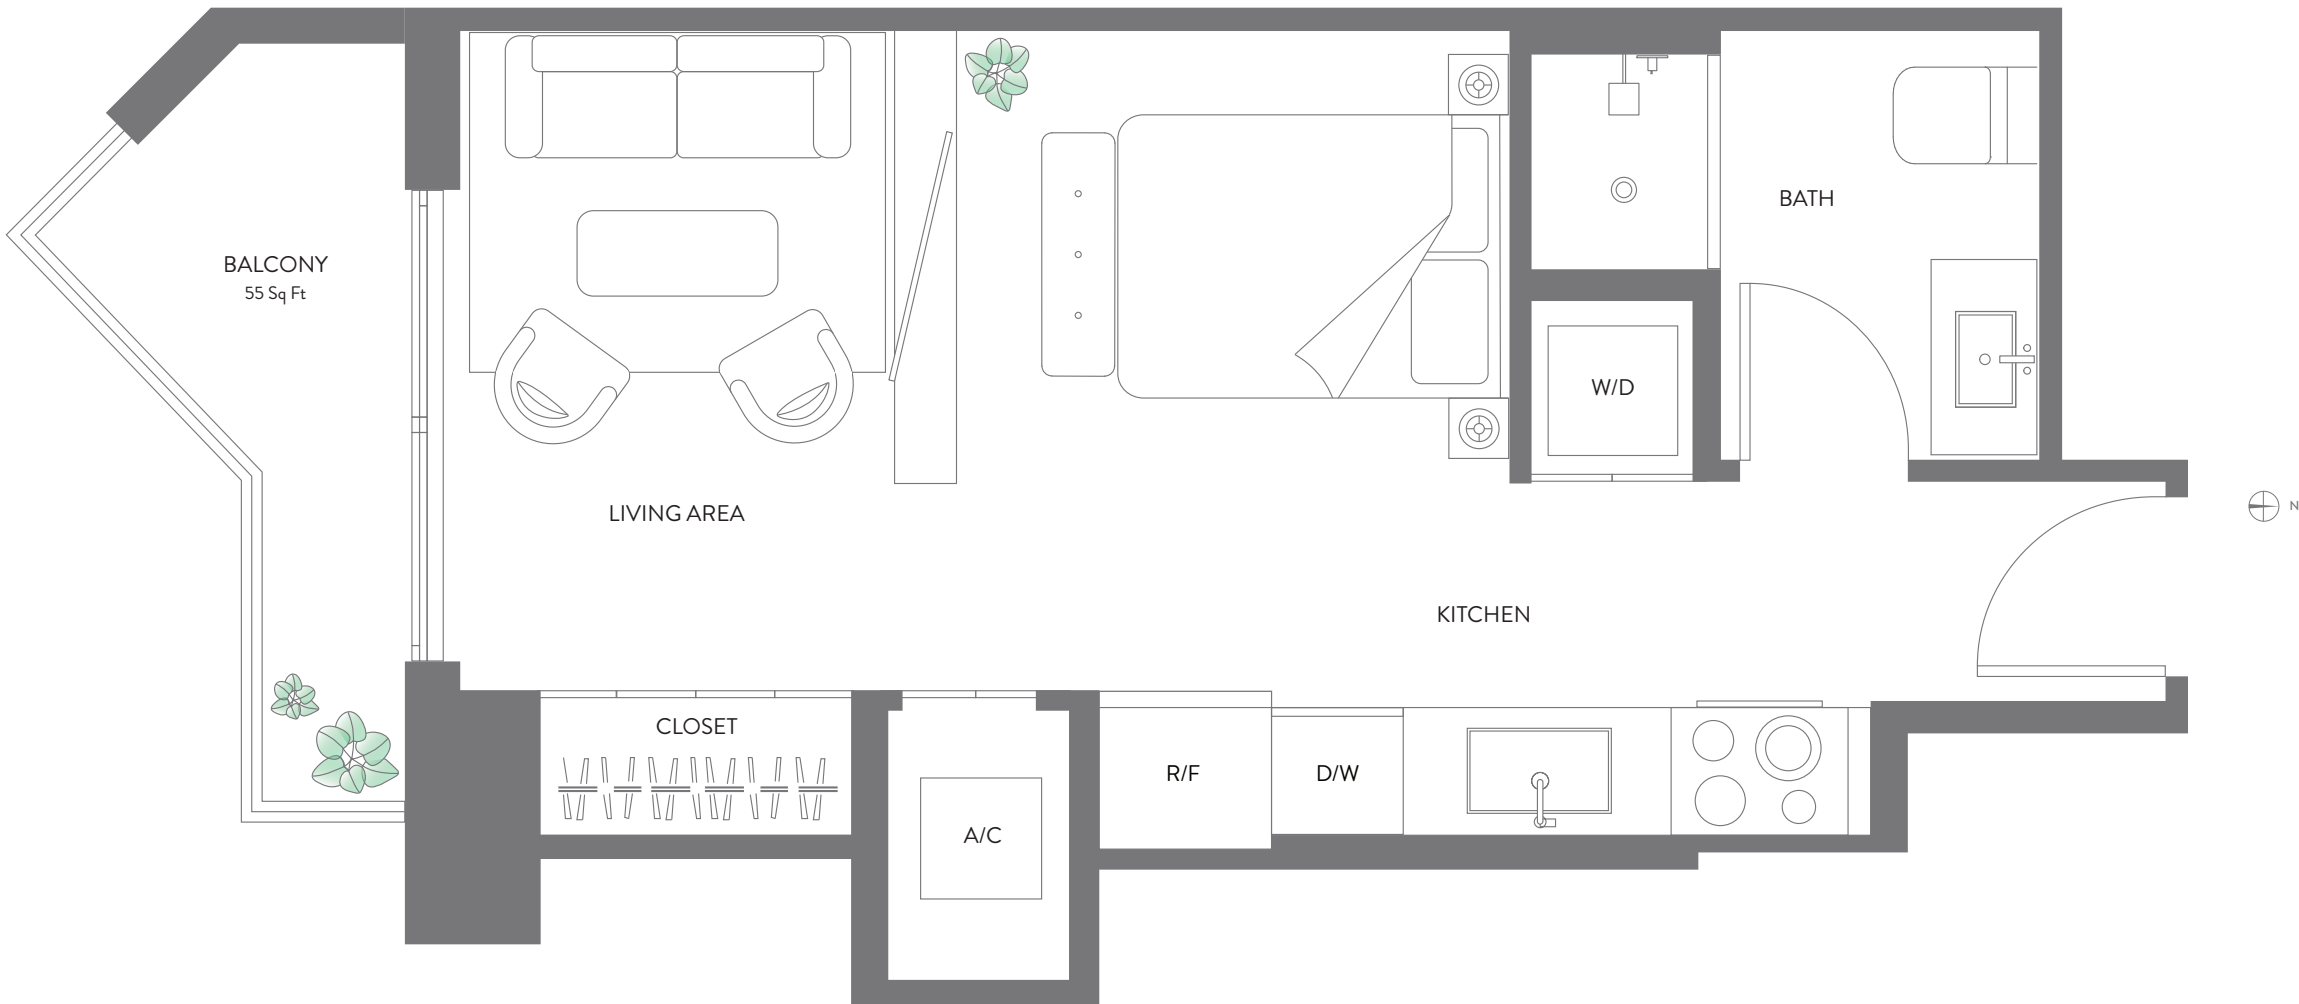 BALCONY
55 Sq Ft
BATH
W/D
LIVING AREA
N
KITCHEN
CLOSET
R/F
D/W
A/C